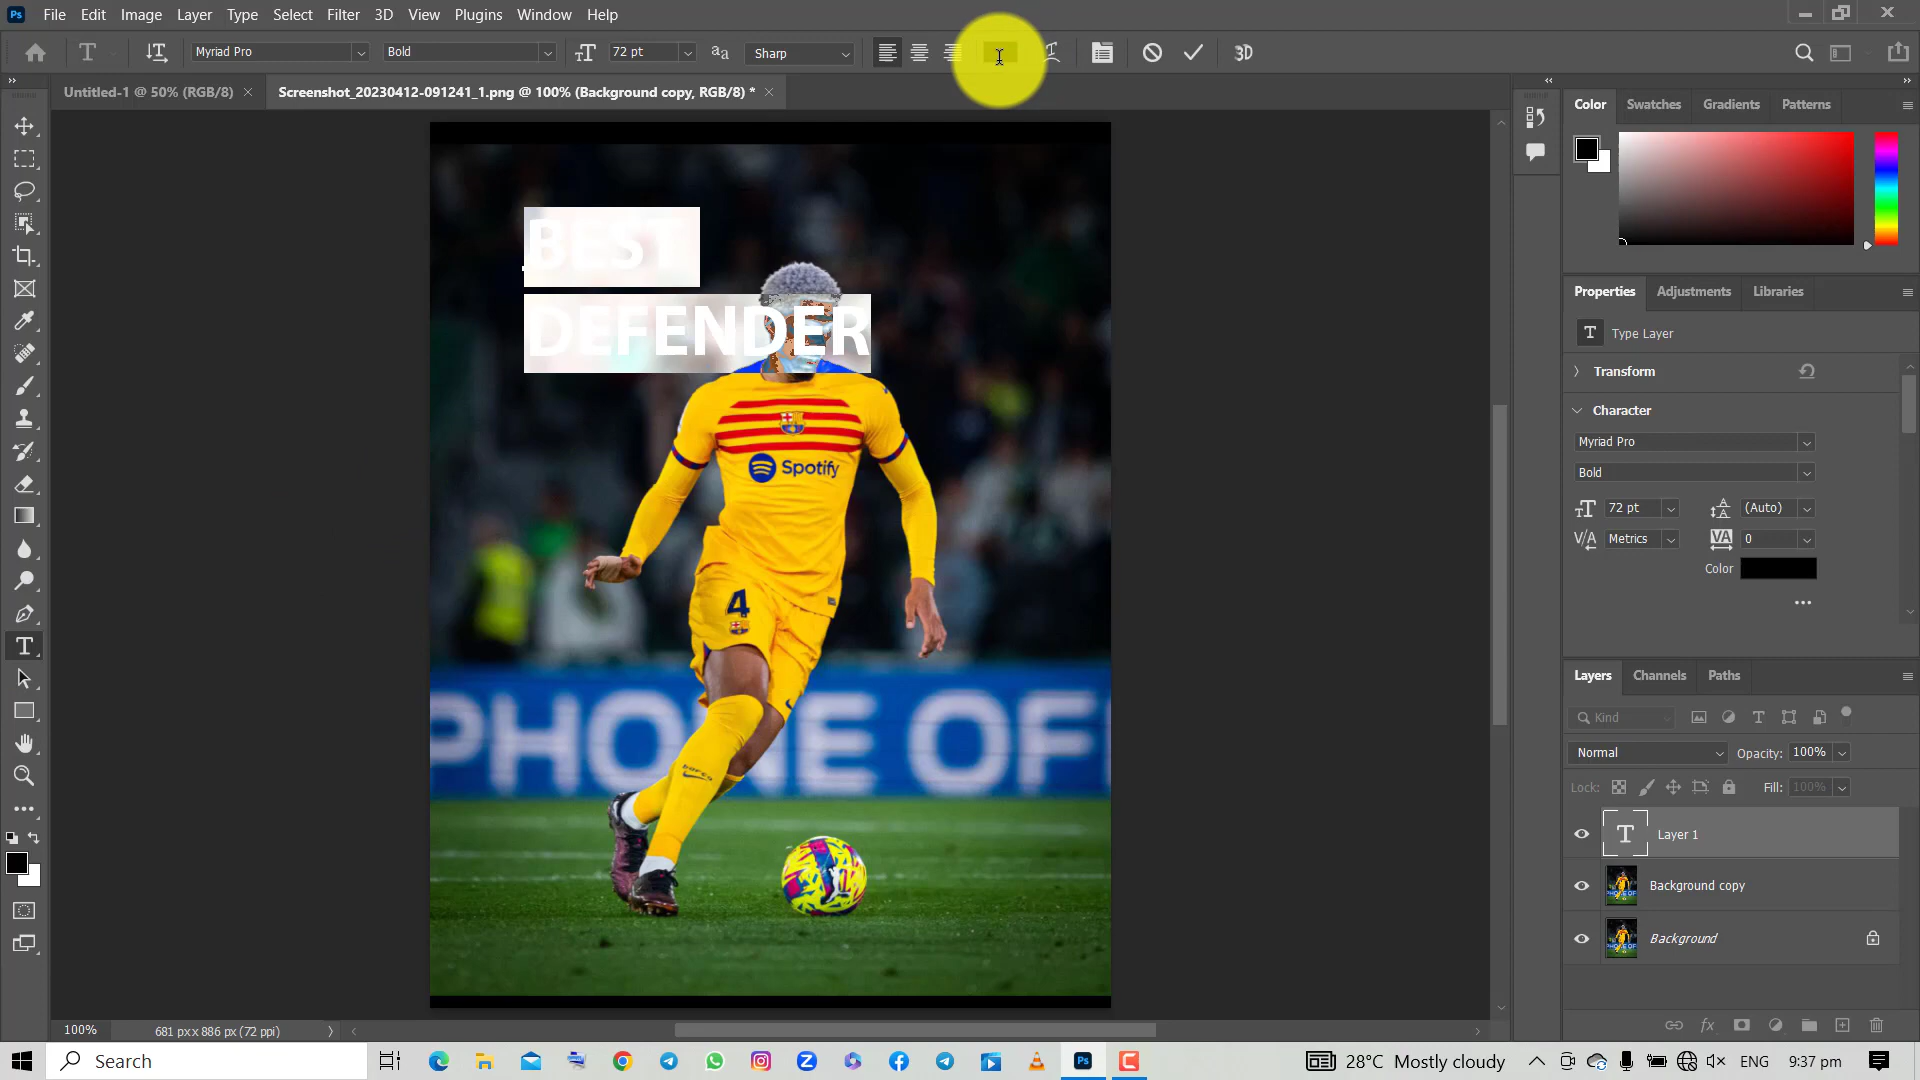 File Edit Image Layer Type Select Filter 3D View Plugins Window Help
Myriad Pro Bold 72 pt Sharp 3D
Untitled-1 @ 50% (RGB/8) Screenshot_20230412-091241_1.png @ 100% (Background copy, RGB/8) *
Color Swatches Gradients Patterns
BEST
DEFENDER
Spotify
4
PHONE OF
Properties Adjustments Libraries
Type Layer
Transform
Character
Myriad Pro
Bold
72 pt (Auto)
Metrics 0
Color
Layers Channels Paths
Kind
Normal Opacity: 100%
Lock: Fill: 100%
Layer 1
Background copy
Background
100% 681 px x 886 px (72 ppi)
Search 28°C Mostly cloudy ENG 9:37 pm